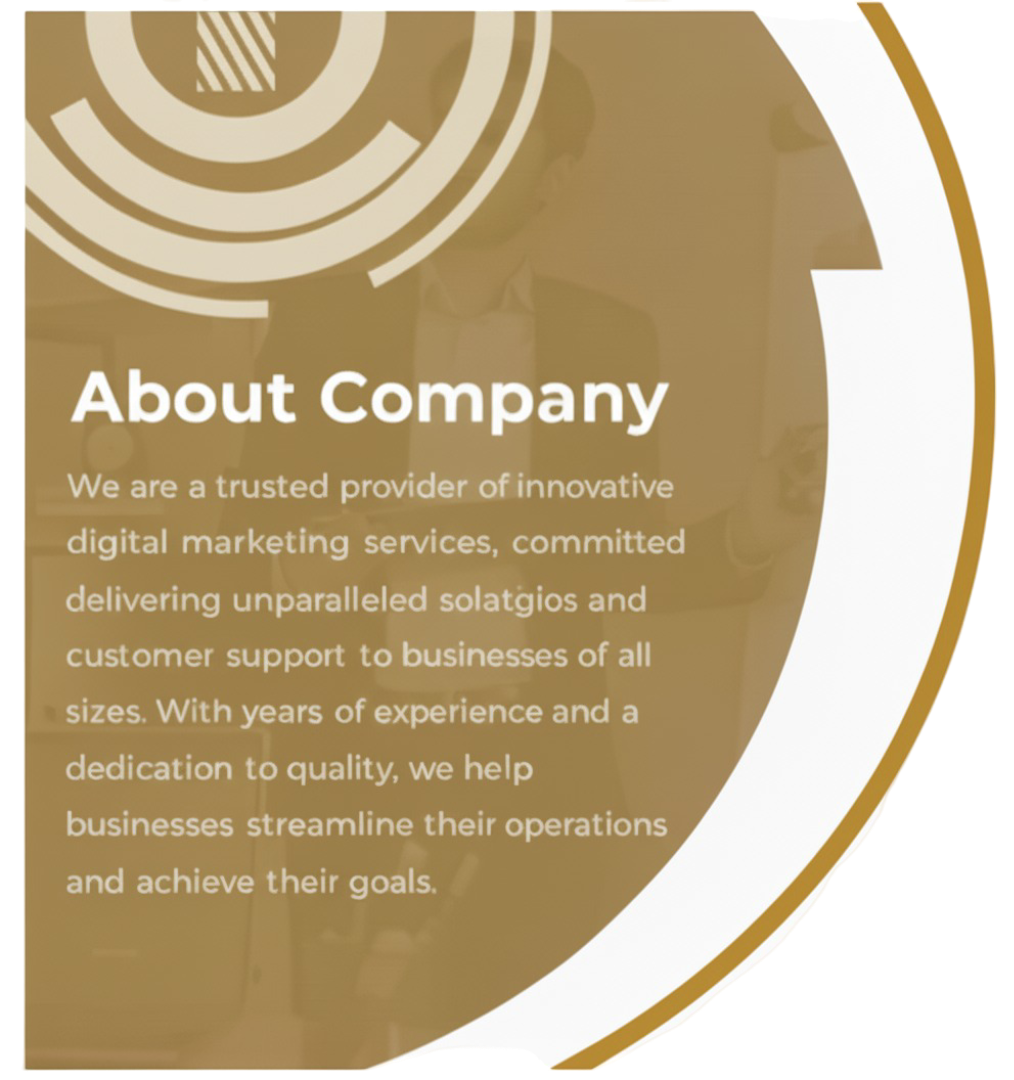 About Company
We are a trusted provider of innovative
digital marketing services, committed
delivering unparalleled solatgios and
customer support to businesses of all
sizes. With years of experience and a
dedication to quality, we help
businesses streamline their operations
and achieve their goals.